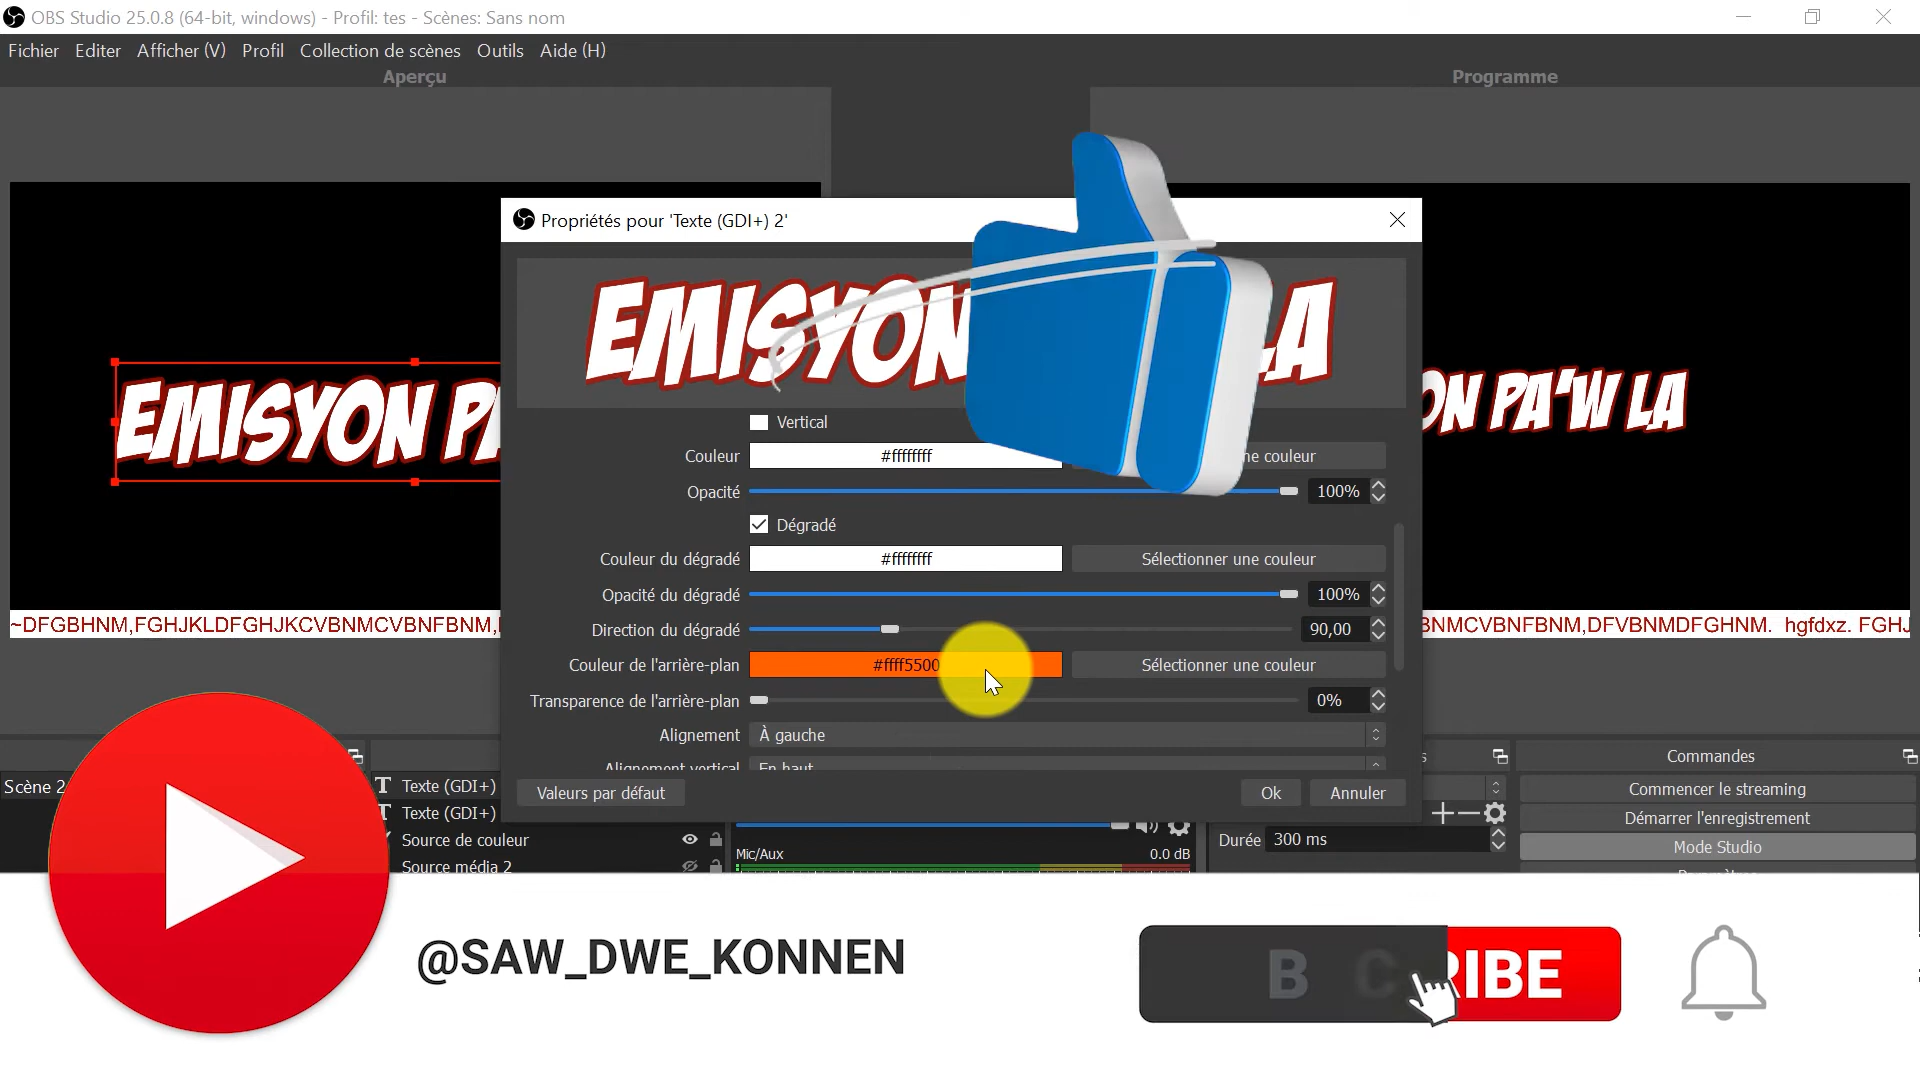 OBS Studio 25.0.8 (64-bit, windows) - Profil: tes - Scènes: Sans nom
Fichier Editer Afficher (V) Profil Collection de scènes Outils Aide (H)
Aperçu Programme
Propriétés pour 'Texte (GDI+) 2'
EMISYON LA
EMISYON P
ON PA'W LA
Vertical
Couleur #ffffffff ne couleur
Opacité 100%
Dégradé
Couleur du dégradé #ffffffff Sélectionner une couleur
Opacité du dégradé 100%
~DFGBHNM,FGHJKLDFGHJKCVBNMCVBNFBNM, Direction du dégradé 90,00 BNMCVBNFBNM,DFVBNMDFGHNM. hgfdxz. FGHJ
Couleur de l'arrière-plan #ffff5500 Sélectionner une couleur
Transparence de l'arrière-plan 0%
Alignement À gauche
Alignement vertical En haut
Commandes
Valeurs par défaut Ok Annuler
Scène 2 Texte (GDI+) Commencer le streaming
Texte (GDI+) Démarrer l'enregistrement
Source de couleur Durée 300 ms Mode Studio
Mic/Aux 0.0 dB
Source média 2
@SAW_DWE_KONNEN
B C RIBE